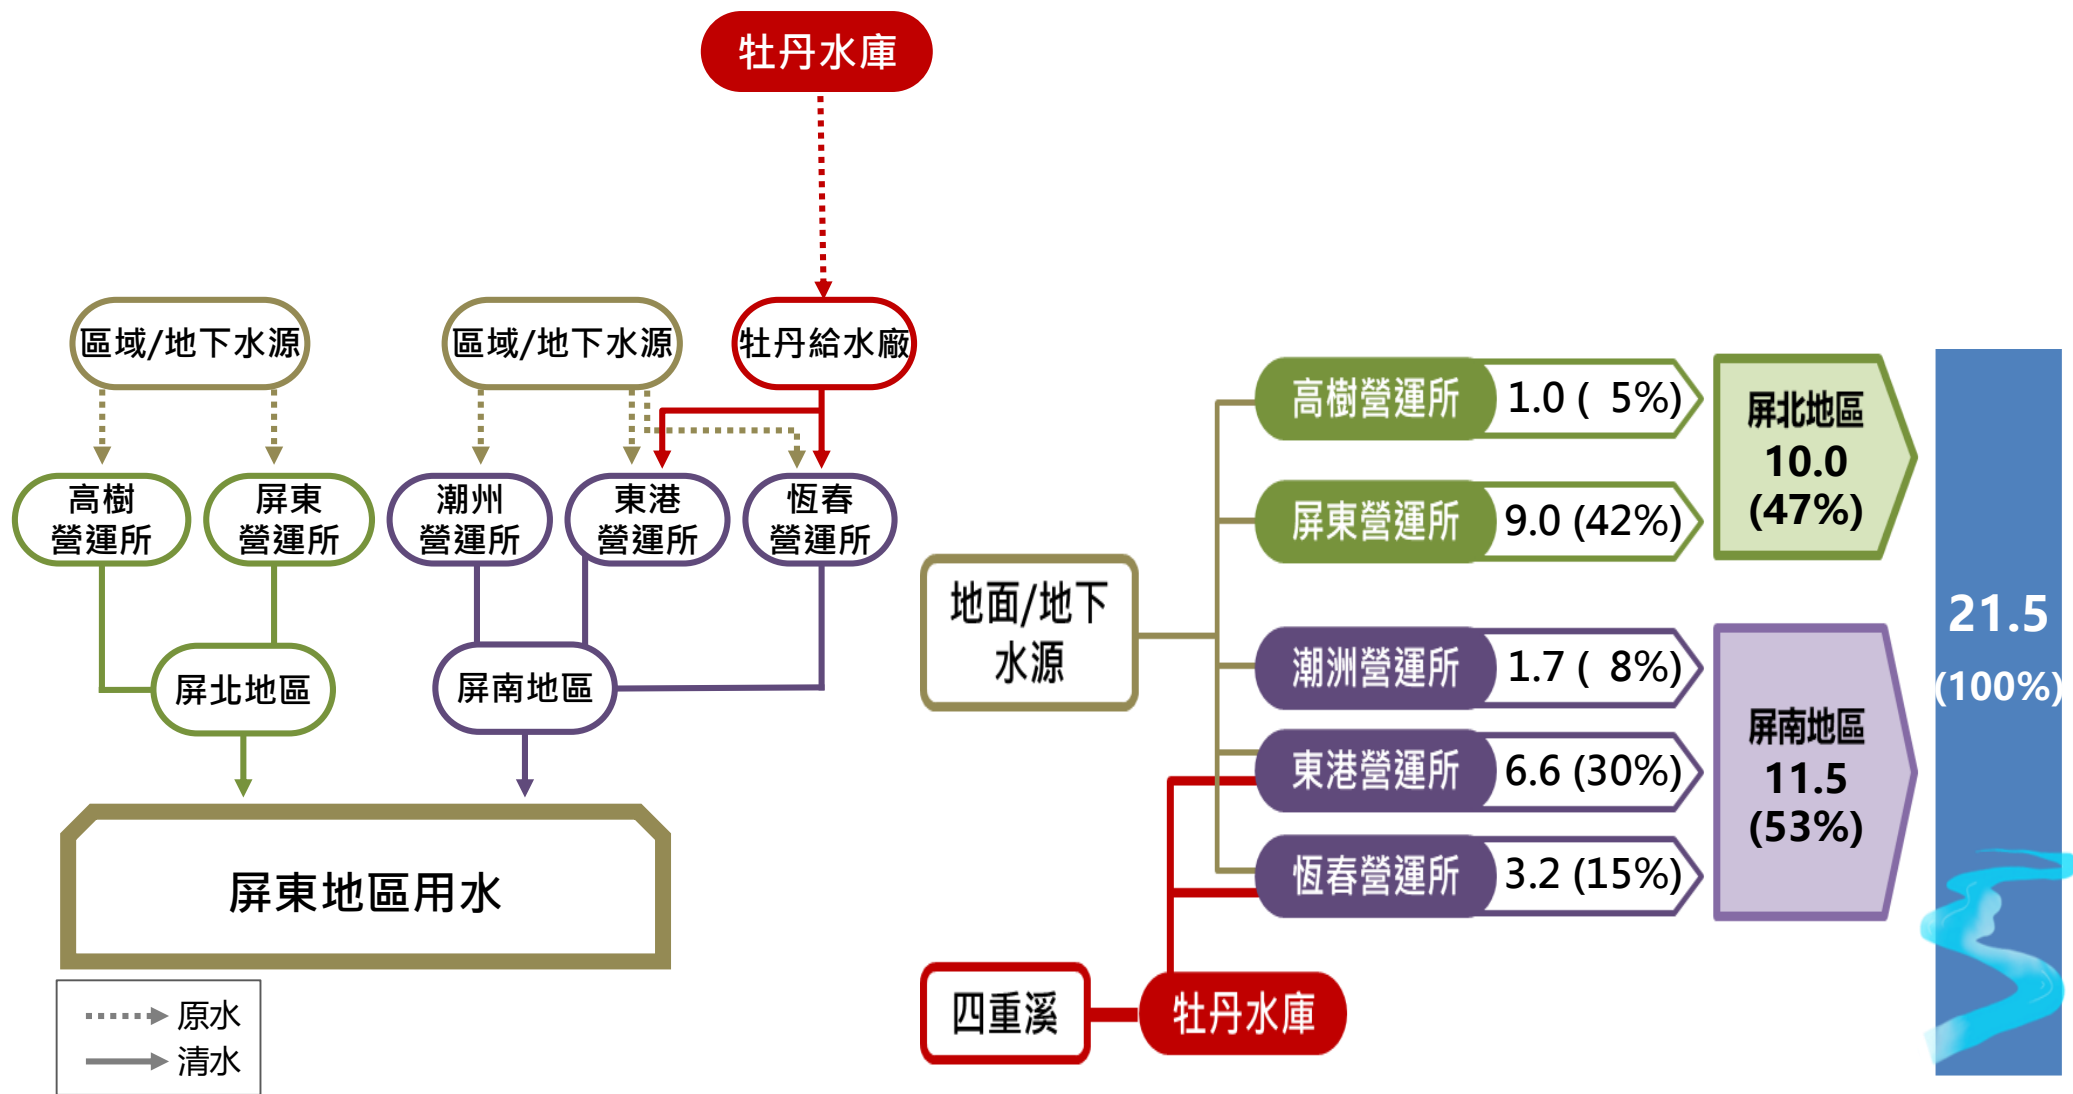 牡丹水庫
區域/地下水源
區域/地下水源
牡丹給水廠
高樹
營運所
屏東
營運所
潮州
營運所
東港
營運所
恆春
營運所
屏北地區
屏南地區
屏東地區用水
原水
清水
地面/地下
水源
四重溪
牡丹水庫
高樹營運所 1.0 ( 5%)
屏東營運所 9.0 (42%)
潮洲營運所 1.7 ( 8%)
東港營運所 6.6 (30%)
恆春營運所 3.2 (15%)
屏北地區
10.0
(47%)
屏南地區
11.5
(53%)
21.5
(100%)